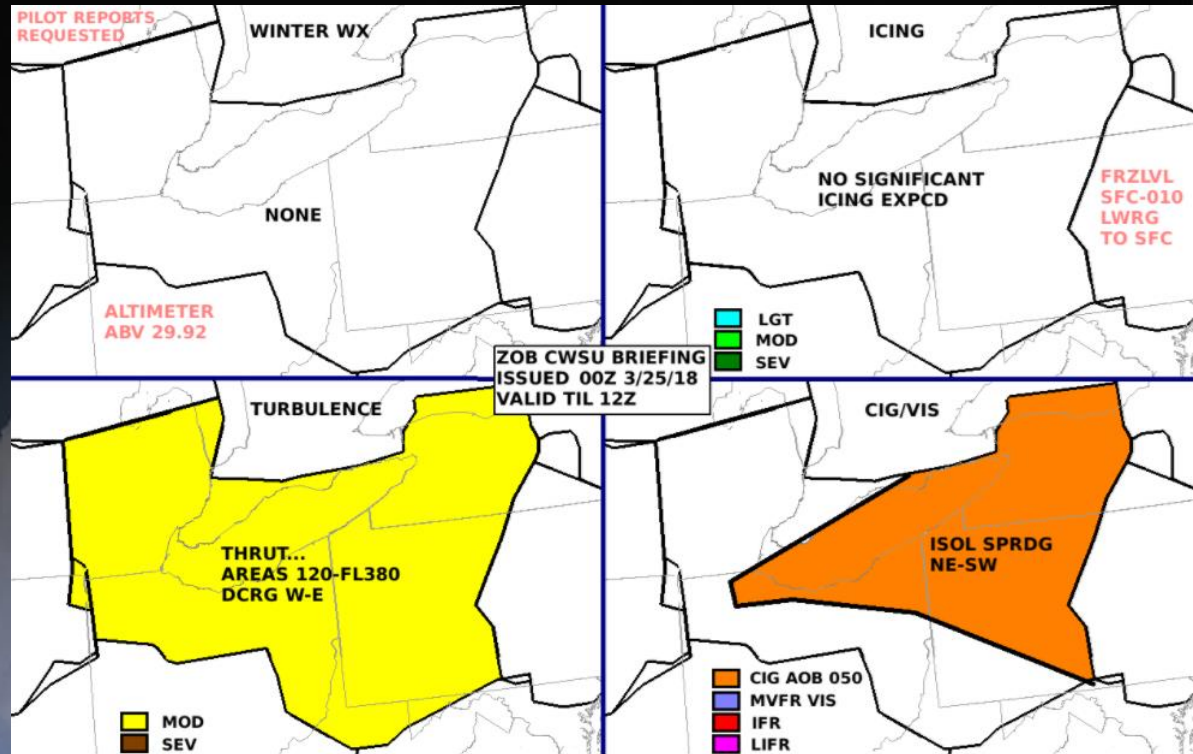 PILOT REPORTS
REQUESTED
WINTER WX
NONE
ALTIMETER
ABV 29.92
ICING
NO SIGNIFICANT
ICING EXPCD
FRZLVL
SFC-010
LWRG
TO SFC
LGT
MOD
SEV
ZOB CWSU BRIEFING
ISSUED 00Z 3/25/18
VALID TIL 12Z
TURBULENCE
THRUT...
AREAS 120-FL380
DCRG W-E
MOD
SEV
CIG/VIS
ISOL SPRDG
NE-SW
CIG AOB 050
MVFR VIS
IFR
LIFR